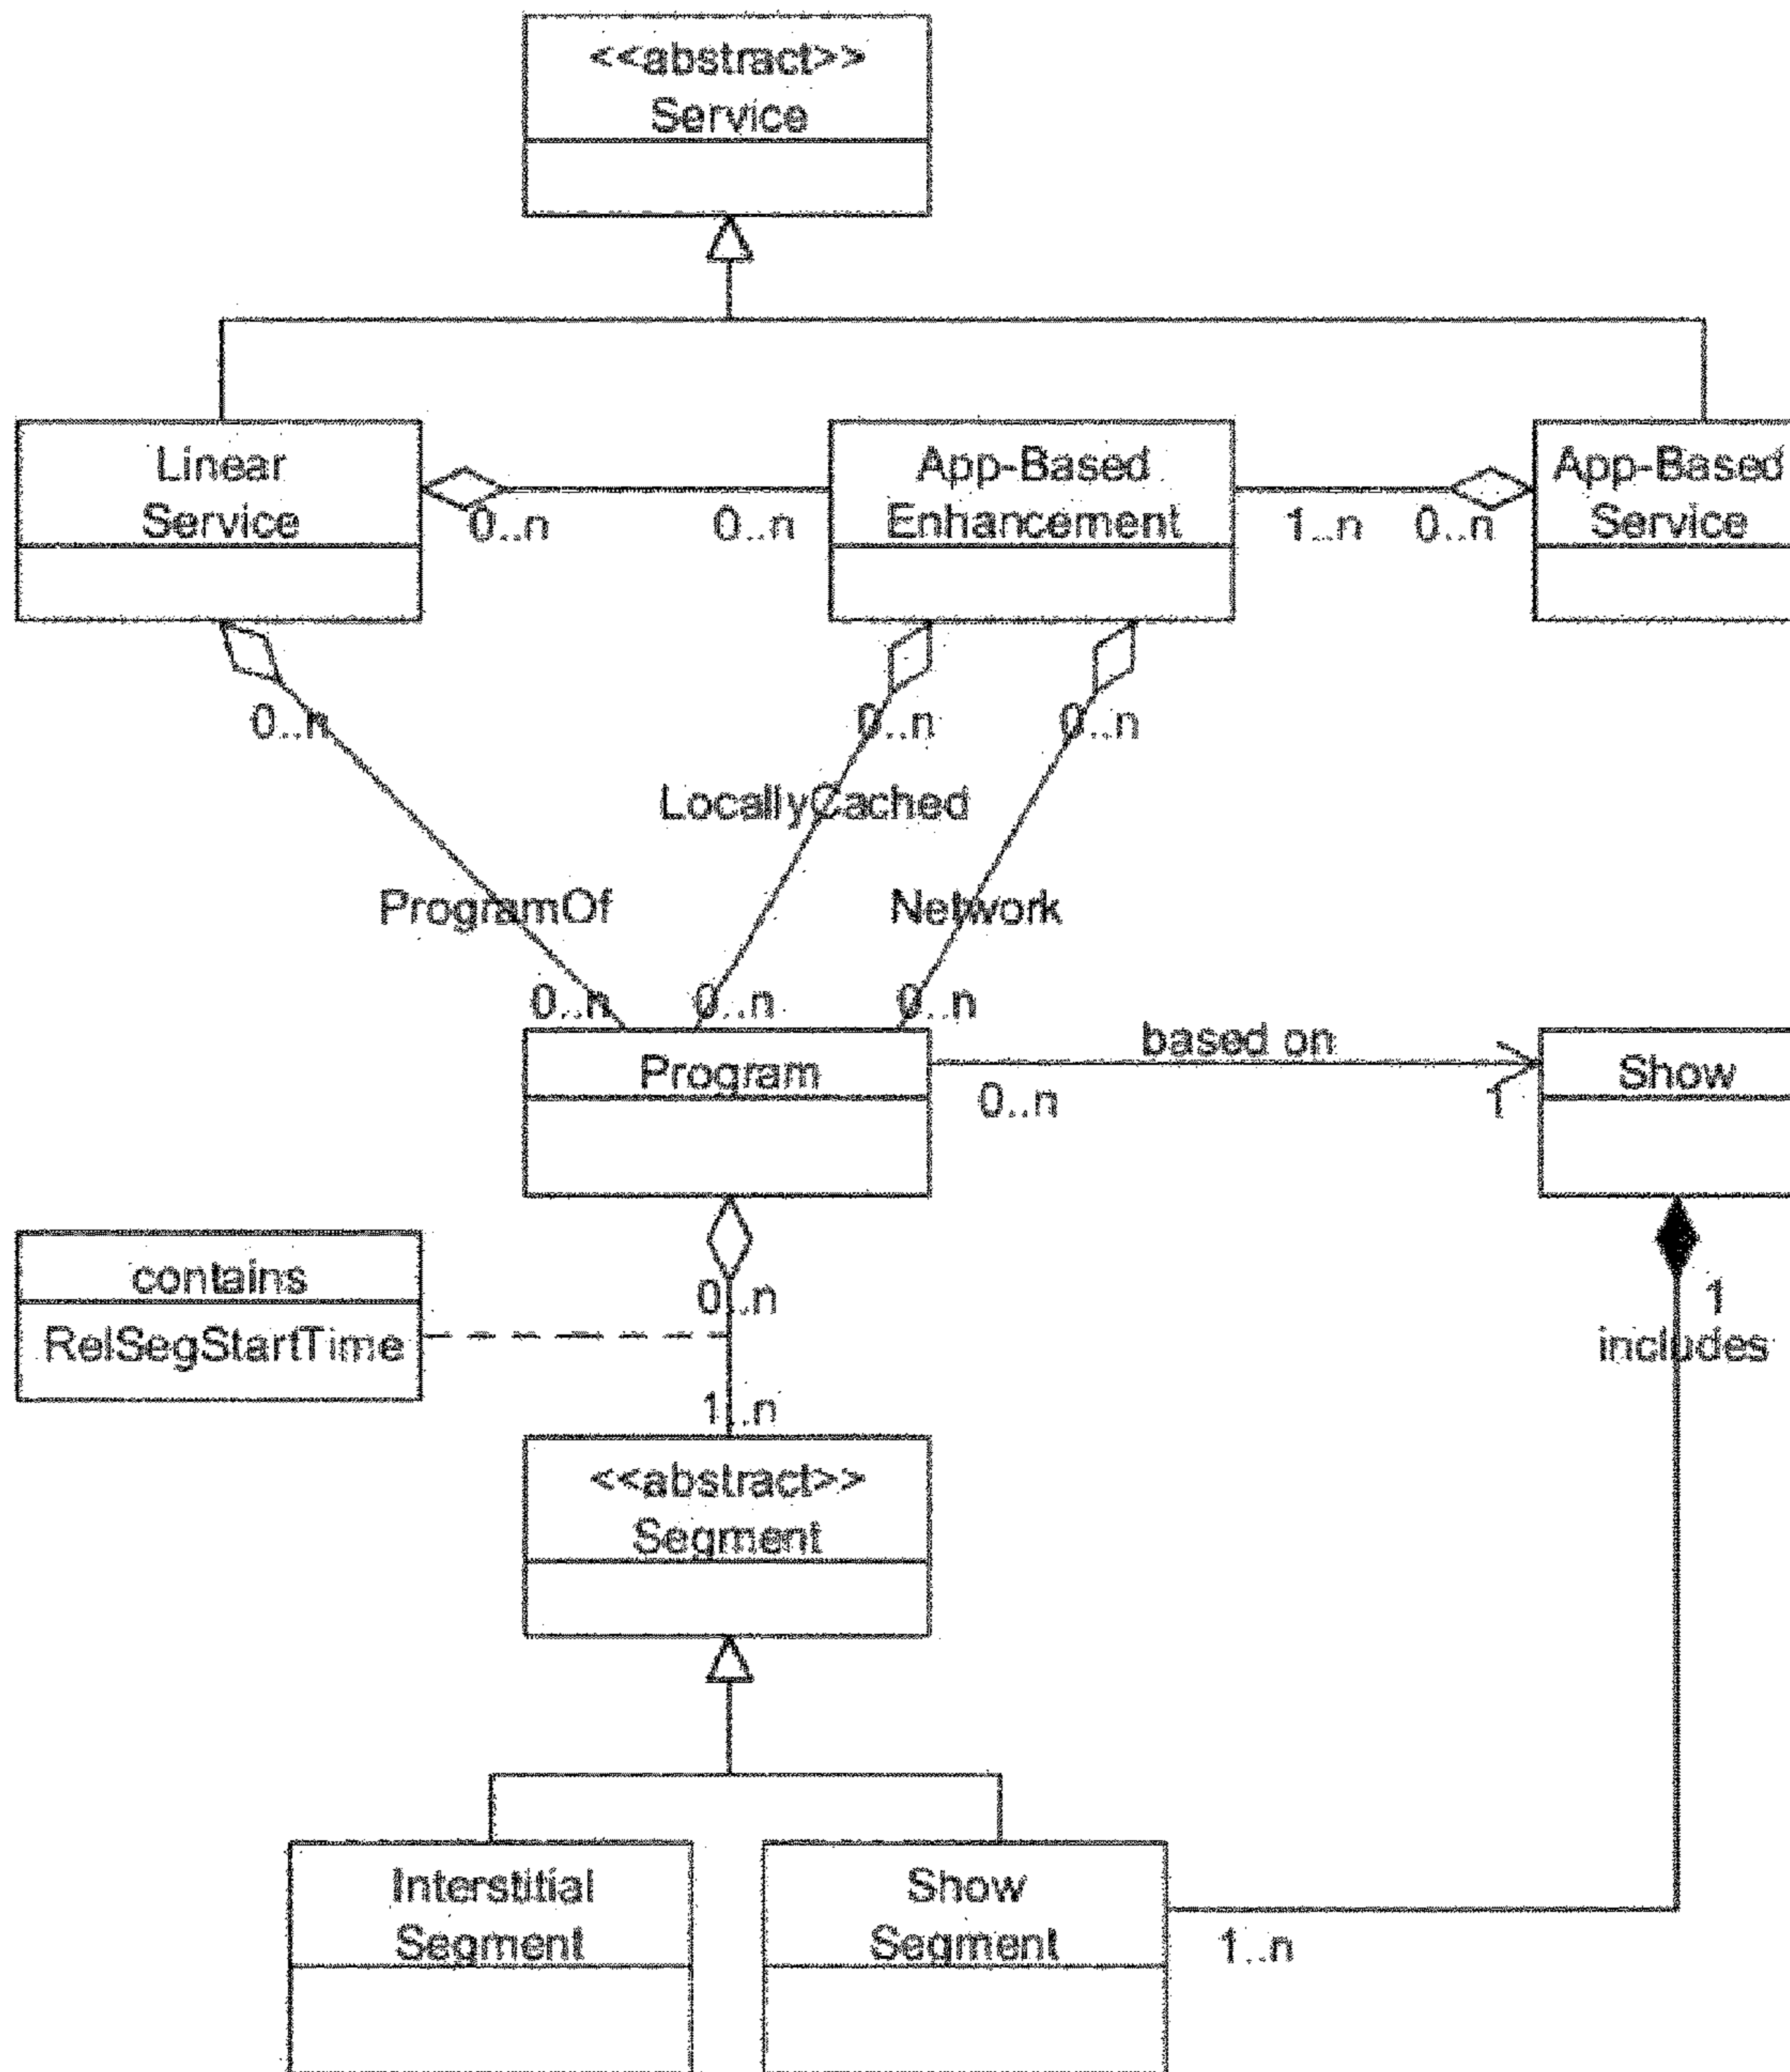 <<abstract>>
Service
Linear
Service
App-Based
Enhancement
App-Based
Service
0..n
0..n
1..n
0..n
0..n
0..n
0..n
LocallyCached
ProgramOf
Network
0..n
0..n
0..n
Program
based on
Show
0..n
1
contains
RelSegStartTime
0..n
1
includes
1..n
<<abstract>>
Segment
Interstitial
Segment
Show
Segment
1..n